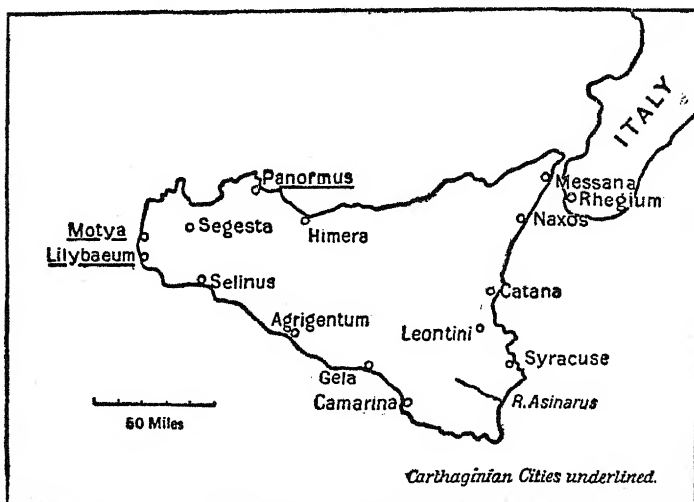 ITALY
Panormus
Messana
Rhegium
Segesta
Himera
Naxos
Motya
Lilybaeum
Selinus
Catana
Agrigentum
Leontini
Gela
Syracuse
Camarina
R. Asinarus
50 Miles
Carthaginian Cities underlined.